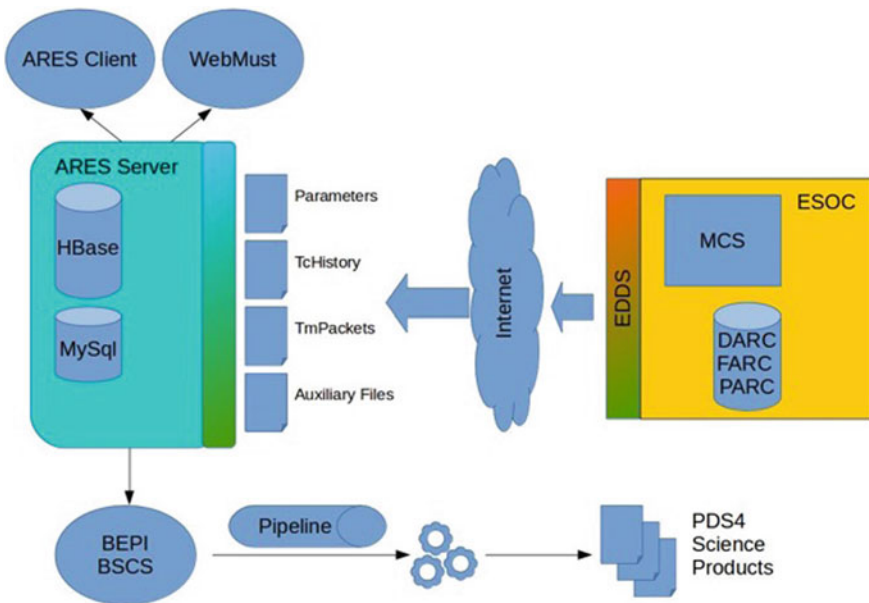 ARES Client
WebMust
ARES Server
HBase
MySql
Parameters
TcHistory
TmPackets
Auxiliary Files
Internet
EDDS
ESOC
MCS
DARC
FARC
PARC
BEPI
BSCS
Pipeline
PDS4
Science
Products